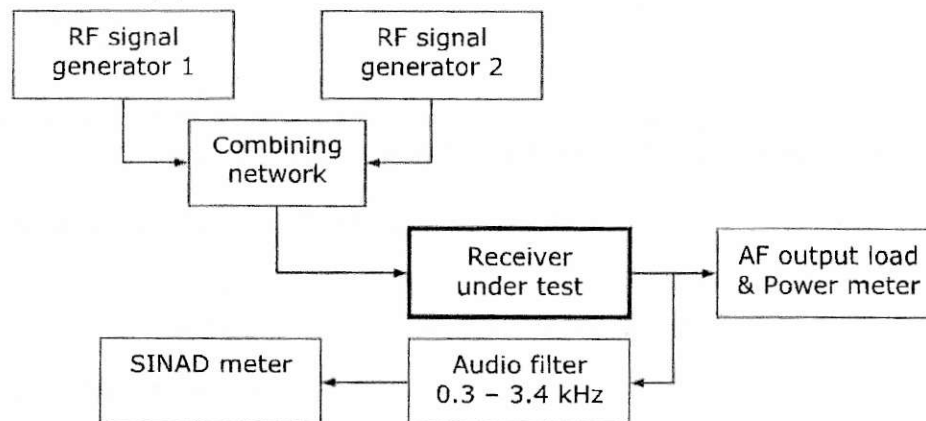 RF signal
generator 1
RF signal
generator 2
Combining
network
Receiver
under test
AF output load
& Power meter
SINAD meter
Audio filter
0.3 – 3.4 kHz